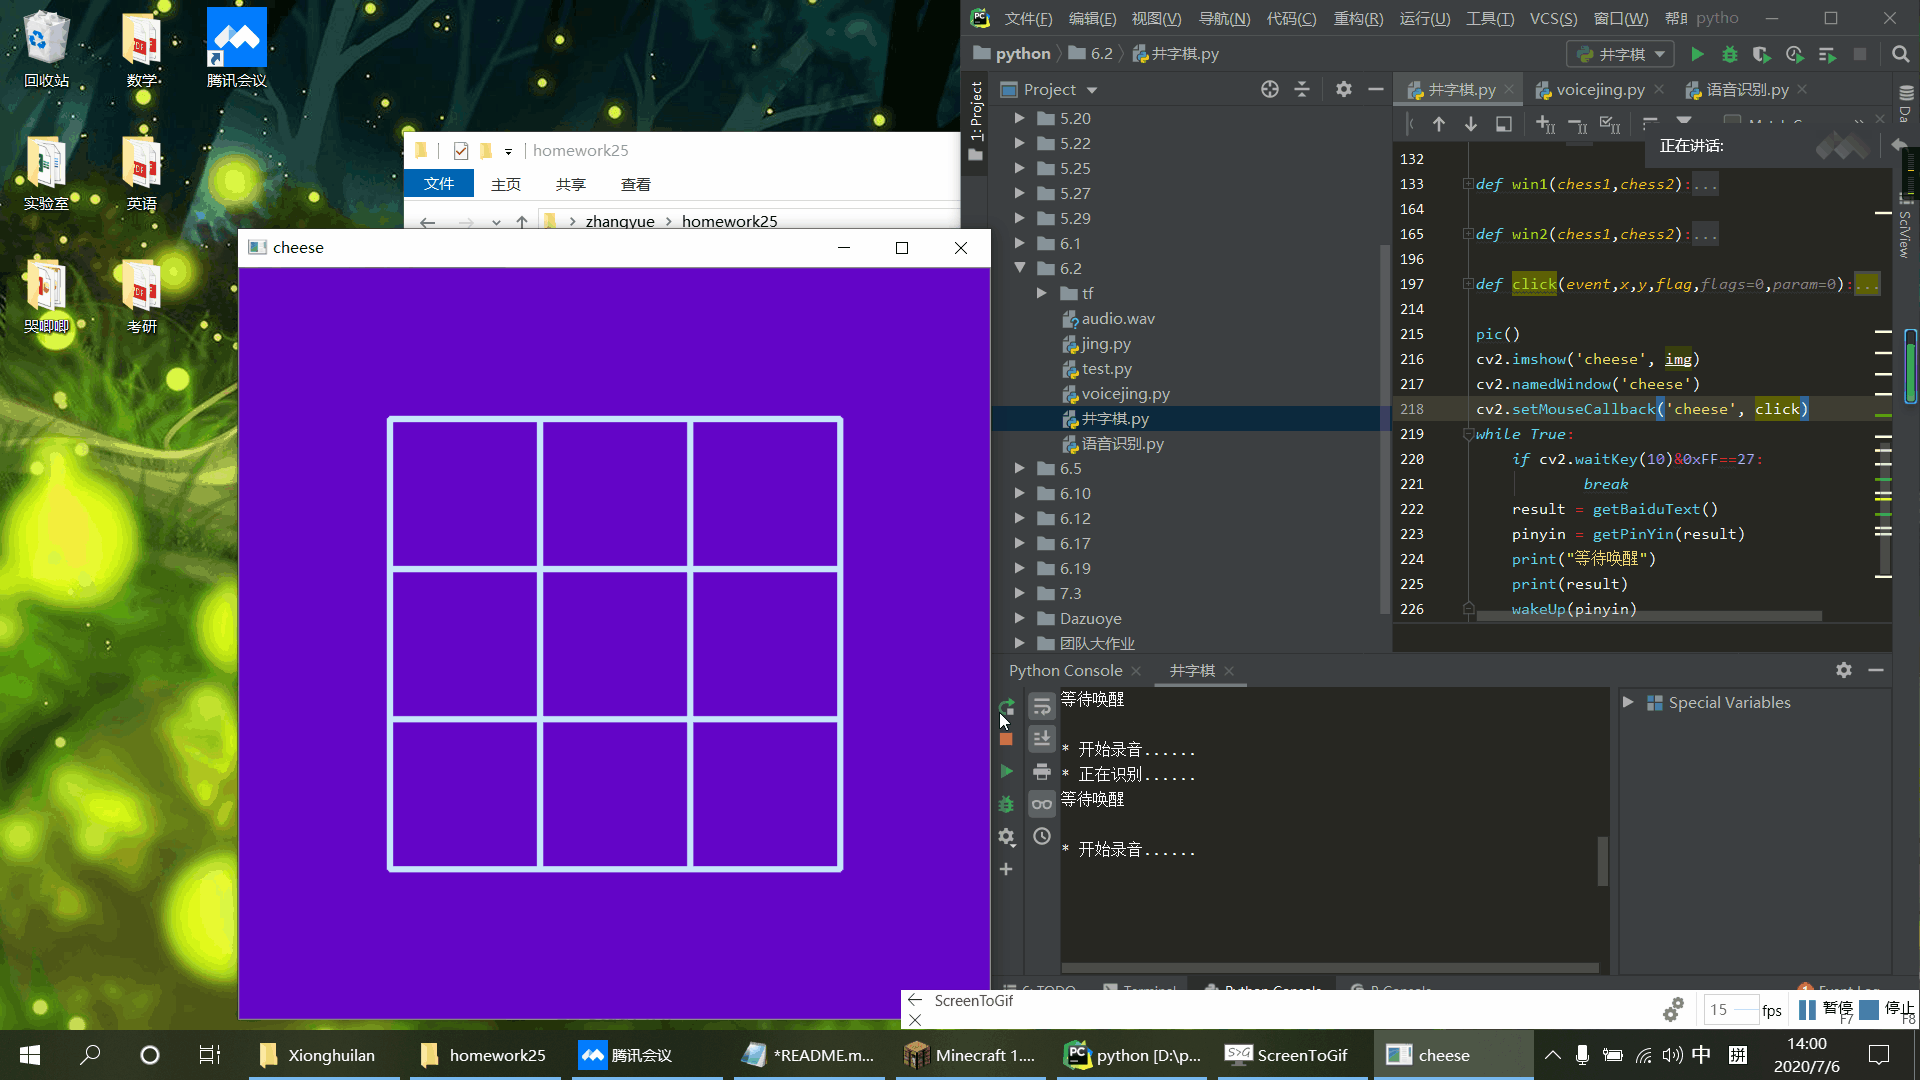 回收站
数学
腾讯会议
实验室
英语
哭唧唧
考研
homework25
文件
主页
共享
查看
zhangyue
homework25
cheese
文件(F)
编辑(E)
视图(V)
导航(N)
代码(C)
重构(R)
运行(U)
工具(T)
VCS(S)
窗口(W)
pytho
python
6.2
井字棋.py
井字棋
1: Project
Project
5.20
5.22
5.25
5.27
5.29
6.1
6.2
tf
audio.wav
jing.py
test.py
voicejing.py
井字棋.py
语音识别.py
6.5
6.10
6.12
6.17
6.19
7.3
Dazuoye
团队大作业
井字棋.py
voicejing.py
语音识别.py
正在讲话:
SciView
132
133 def win1(chess1,chess2):...
164
165 def win2(chess1,chess2):...
196
197 def click(event,x,y,flag,flags=0,param=0):...
214
215 pic()
216 cv2.imshow('cheese', img)
217 cv2.namedWindow('cheese')
218 cv2.setMouseCallback('cheese', click)
219 while True:
220 if cv2.waitKey(10)&0xFF==27:
221 break
222 result = getBaiduText()
223 pinyin = getPinYin(result)
224 print("等待唤醒")
225 print(result)
226 wakeUp(pinyin)
Python Console
井字棋
等待唤醒
* 开始录音......
* 正在识别......
等待唤醒
* 开始录音......
Special Variables
ScreenToGif
15
fps
暂停
F7
停止
F8
Xionghuilan
homework25
腾讯会议
*README.m...
Minecraft 1....
python [D:\p...
ScreenToGif
cheese
中
拼
14:00
2020/7/6